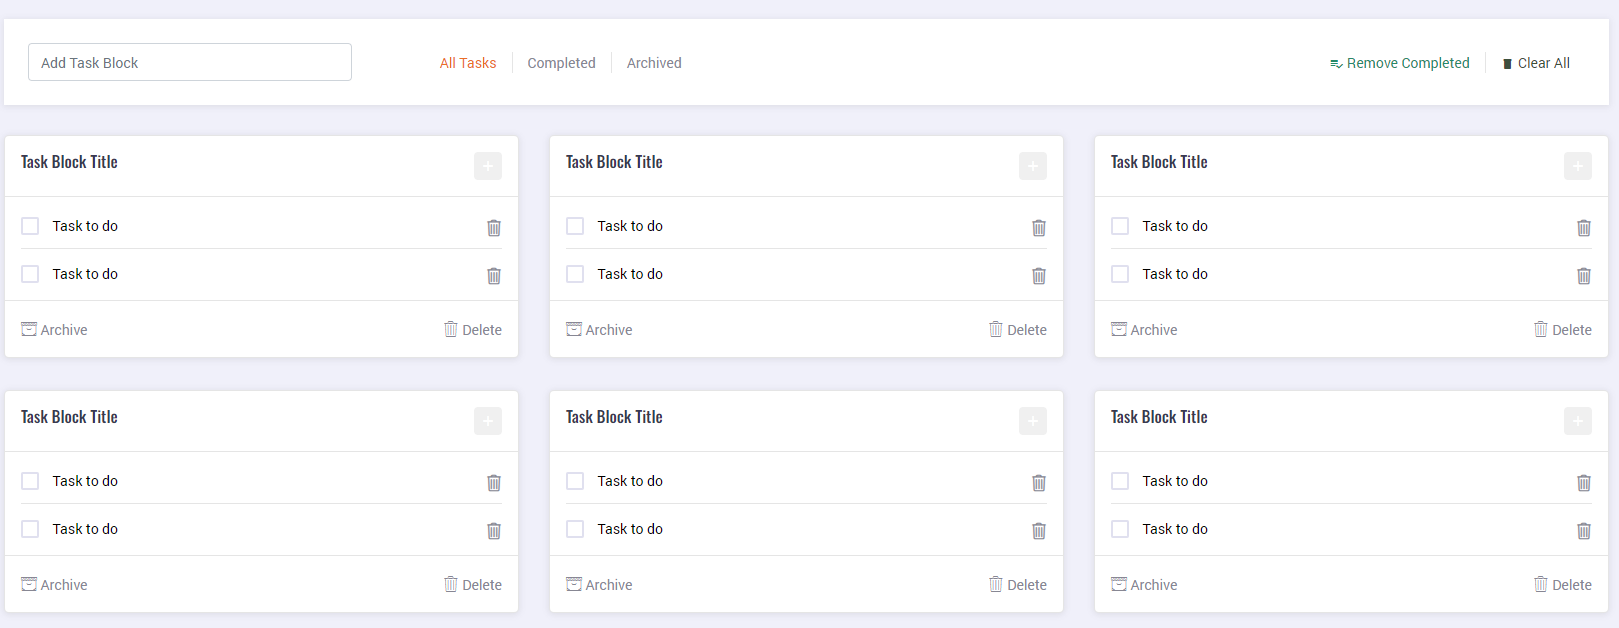 Add Task Block
All Tasks Completed Archived
Remove Completed Clear All
Task Block Title
Task to do
Task to do
Archive Delete
Task Block Title
Task to do
Task to do
Archive Delete
Task Block Title
Task to do
Task to do
Archive Delete
Task Block Title
Task to do
Task to do
Archive Delete
Task Block Title
Task to do
Task to do
Archive Delete
Task Block Title
Task to do
Task to do
Archive Delete